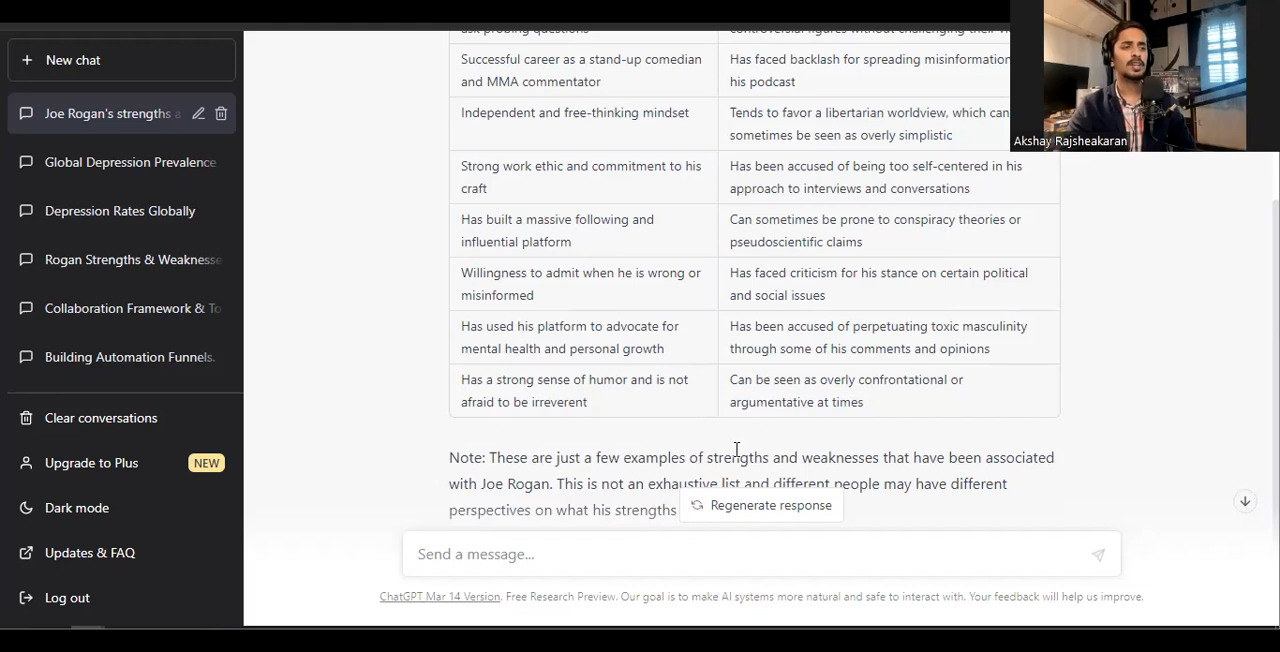 New chat
Joe Rogan's strengths a
Global Depression Prevalence
Depression Rates Globally
Rogan Strengths & Weaknesse
Collaboration Framework & To
Building Automation Funnels.
Clear conversations
Upgrade to Plus
NEW
Dark mode
Updates & FAQ
Log out
ask probing questions
controversial figures without challenging their
Successful career as a stand-up comedian
and MMA commentator
Has faced backlash for spreading misinformation
his podcast
Independent and free-thinking mindset
Tends to favor a libertarian worldview, which can
sometimes be seen as overly simplistic
Strong work ethic and commitment to his
craft
Has been accused of being too self-centered in his
approach to interviews and conversations
Has built a massive following and
influential platform
Can sometimes be prone to conspiracy theories or
pseudoscientific claims
Willingness to admit when he is wrong or
misinformed
Has faced criticism for his stance on certain political
and social issues
Has used his platform to advocate for
mental health and personal growth
Has been accused of perpetuating toxic masculinity
through some of his comments and opinions
Has a strong sense of humor and is not
afraid to be irreverent
Can be seen as overly confrontational or
argumentative at times
Note: These are just a few examples of strengths and weaknesses that have been associated
with Joe Rogan. This is not an exhaustive list and different people may have different
perspectives on what his strengths
Regenerate response
Send a message...
ChatGPT Mar 14 Version. Free Research Preview. Our goal is to make AI systems more natural and safe to interact with. Your feedback will help us improve.
Akshay Rajsheakaran